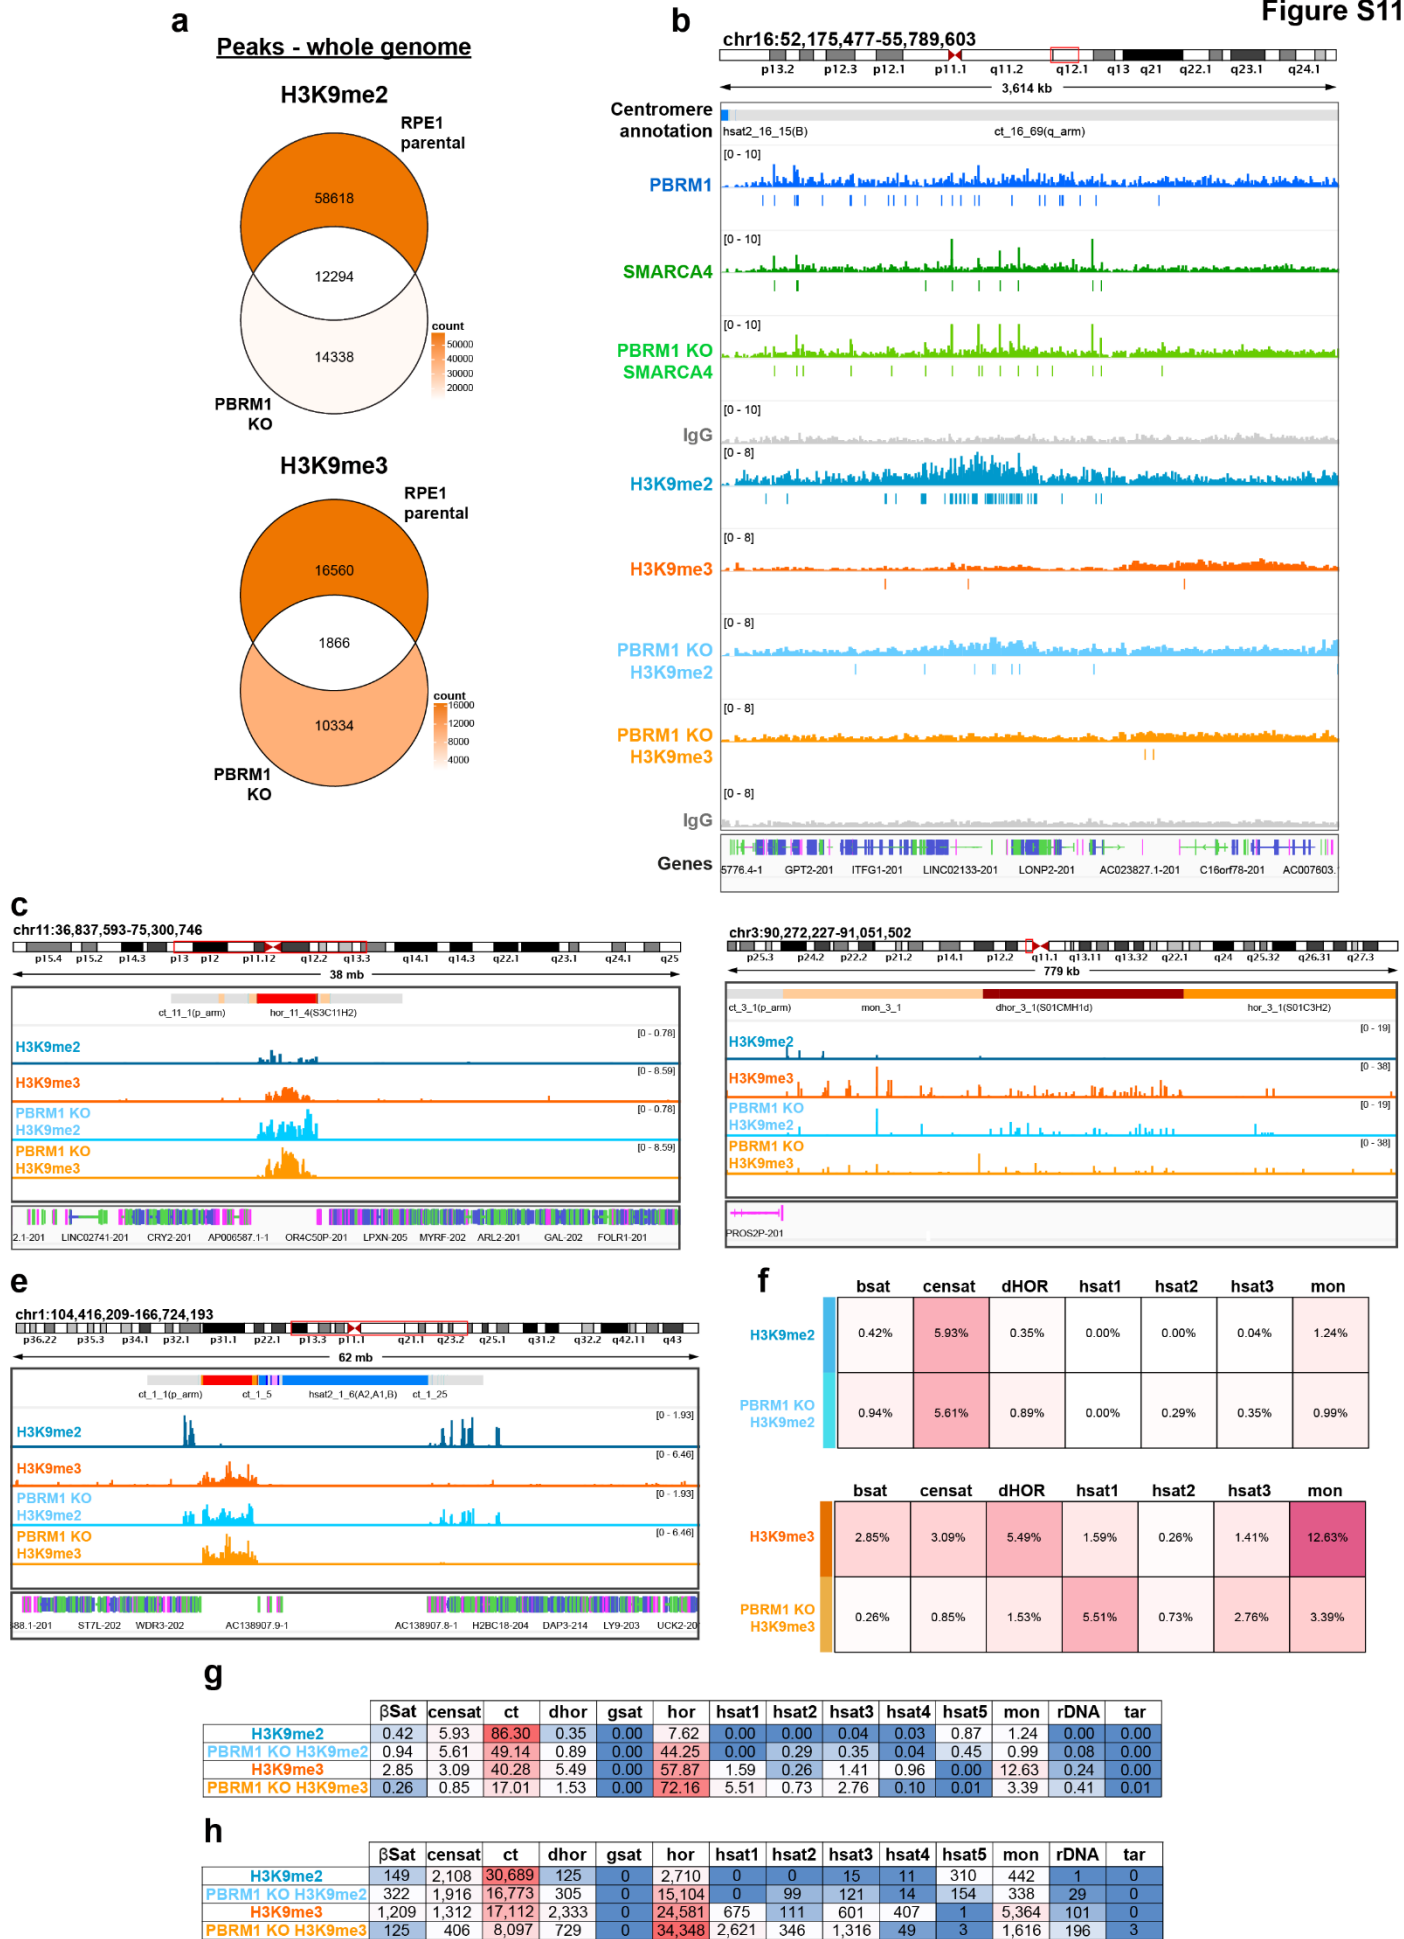 Figure S11
a
Peaks - whole genome
H3K9me2
RPE1
parental
58618
12294
14338
PBRM1
KO
count
50000
40000
30000
20000
H3K9me3
RPE1
parental
16560
1866
10334
PBRM1
KO
count
16000
12000
8000
4000
b
chr16:52,175,477-55,789,603
p13.2 p12.3 p12.1 p11.1 q11.2 q12.1 q13 q21 q22.1 q23.1 q24.1
3,614 kb
Centromere
annotation
hsat2_16_15(B) ct_16_69(q_arm)
[0 - 10]
PBRM1
[0 - 10]
SMARCA4
[0 - 10]
PBRM1 KO
SMARCA4
[0 - 10]
IgG
[0 - 8]
H3K9me2
[0 - 8]
H3K9me3
[0 - 8]
PBRM1 KO
H3K9me2
[0 - 8]
PBRM1 KO
H3K9me3
[0 - 8]
IgG
Genes
5776.4-1 GPT2-201 ITFG1-201 LINC02133-201 LONP2-201 AC023827.1-201 C16orf78-201 AC007603.
c
chr11:36,837,593-75,300,746
p15.4 p15.2 p14.3 p13 p12 p11.12 q12.2 q13.3 q14.1 q14.3 q22.1 q23.1 q24.1 q25
38 mb
ct_11_1(p_arm) hor_11_4(S3C11H2)
[0 - 0.78]
H3K9me2
[0 - 8.59]
H3K9me3
[0 - 0.78]
PBRM1 KO
H3K9me2
[0 - 8.59]
PBRM1 KO
H3K9me3
2.1-201 LINC02741-201 CRY2-201 AP006587.1-1 OR4C50P-201 LPXN-205 MYRF-202 ARL2-201 GAL-202 FOLR1-201
chr3:90,272,227-91,051,502
p25.3 p24.2 p22.2 p21.2 p14.1 p12.2 q11.1 q13.11 q13.32 q22.1 q24 q25.32 q26.31 q27.3
779 kb
ct_3_1(p_arm) mon_3_1 dhor_3_1(S01CMH1d) hor_3_1(S01C3H2)
[0 - 19]
H3K9me2
[0 - 38]
H3K9me3
[0 - 19]
PBRM1 KO
H3K9me2
[0 - 38]
PBRM1 KO
H3K9me3
PROS2P-201
e
chr1:104,416,209-166,724,193
p36.22 p35.3 p34.1 p32.1 p31.1 p22.1 p13.3 p11.1 q21.1 q23.2 q25.1 q31.2 q32.2 q42.11 q43
62 mb
ct_1_1(p_arm) ct_1_5 hsat2_1_6(A2,A1,B) ct_1_25
[0 - 1.93]
H3K9me2
[0 - 6.46]
H3K9me3
[0 - 1.93]
PBRM1 KO
H3K9me2
[0 - 6.46]
PBRM1 KO
H3K9me3
388.1-201 ST7L-202 WDR3-202 AC138907.9-1 AC138907.8-1 H2BC18-204 DAP3-214 LY9-203 UCK2-20
f
bsat censat dHOR hsat1 hsat2 hsat3 mon
H3K9me2 0.42% 5.93% 0.35% 0.00% 0.00% 0.04% 1.24%
PBRM1 KO
H3K9me2
0.94% 5.61% 0.89% 0.00% 0.29% 0.35% 0.99%
bsat censat dHOR hsat1 hsat2 hsat3 mon
H3K9me3 2.85% 3.09% 5.49% 1.59% 0.26% 1.41% 12.63%
PBRM1 KO
H3K9me3
0.26% 0.85% 1.53% 5.51% 0.73% 2.76% 3.39%
g
βSat censat ct dhor gsat hor hsat1 hsat2 hsat3 hsat4 hsat5 mon rDNA tar
H3K9me2 0.42 5.93 86.30 0.35 0.00 7.62 0.00 0.00 0.04 0.03 0.87 1.24 0.00 0.00
PBRM1 KO H3K9me2 0.94 5.61 49.14 0.89 0.00 44.25 0.00 0.29 0.35 0.04 0.45 0.99 0.08 0.00
H3K9me3 2.85 3.09 40.28 5.49 0.00 57.87 1.59 0.26 1.41 0.96 0.00 12.63 0.24 0.00
PBRM1 KO H3K9me3 0.26 0.85 17.01 1.53 0.00 72.16 5.51 0.73 2.76 0.10 0.01 3.39 0.41 0.01
h
βSat censat ct dhor gsat hor hsat1 hsat2 hsat3 hsat4 hsat5 mon rDNA tar
H3K9me2 149 2,108 30,689 125 0 2,710 0 0 15 11 310 442 1 0
PBRM1 KO H3K9me2 322 1,916 16,773 305 0 15,104 0 99 121 14 154 338 29 0
H3K9me3 1,209 1,312 17,112 2,333 0 24,581 675 111 601 407 1 5,364 101 0
PBRM1 KO H3K9me3 125 406 8,097 729 0 34,348 2,621 346 1,316 49 3 1,616 196 3